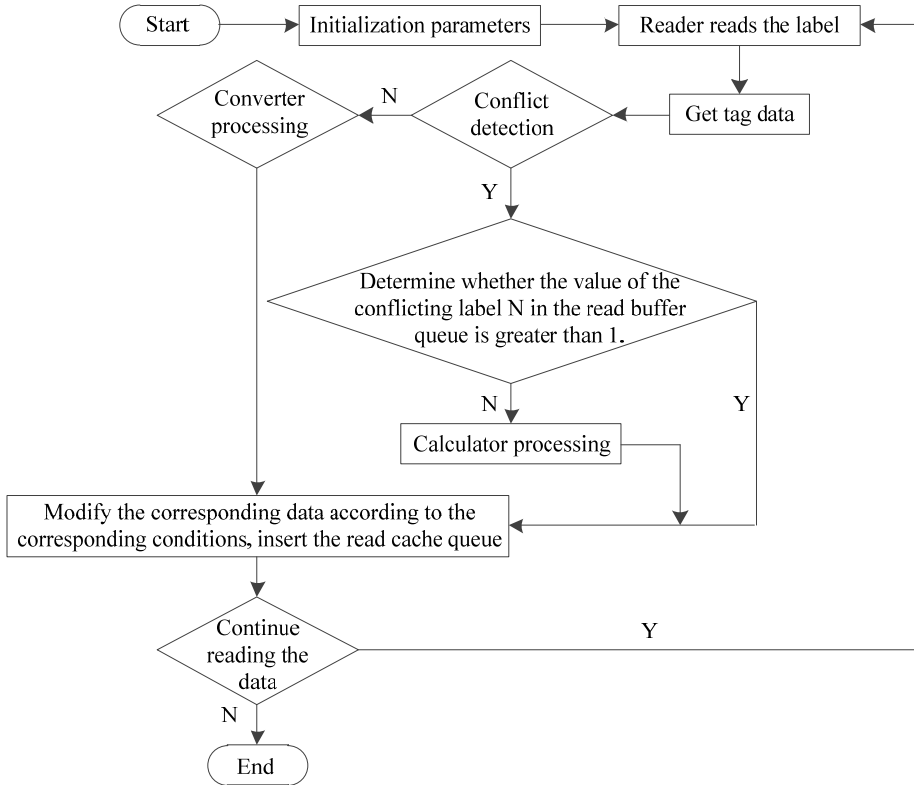 Start
Initialization parameters
Reader reads the label
Converter
processing
N
Conflict
detection
Get tag data
Y
Determine whether the value of the
conflicting label N in the read buffer
queue is greater than 1.
N
Y
Calculator processing
Modify the corresponding data according to the
corresponding conditions, insert the read cache queue
Continue
reading the
data
Y
N
End